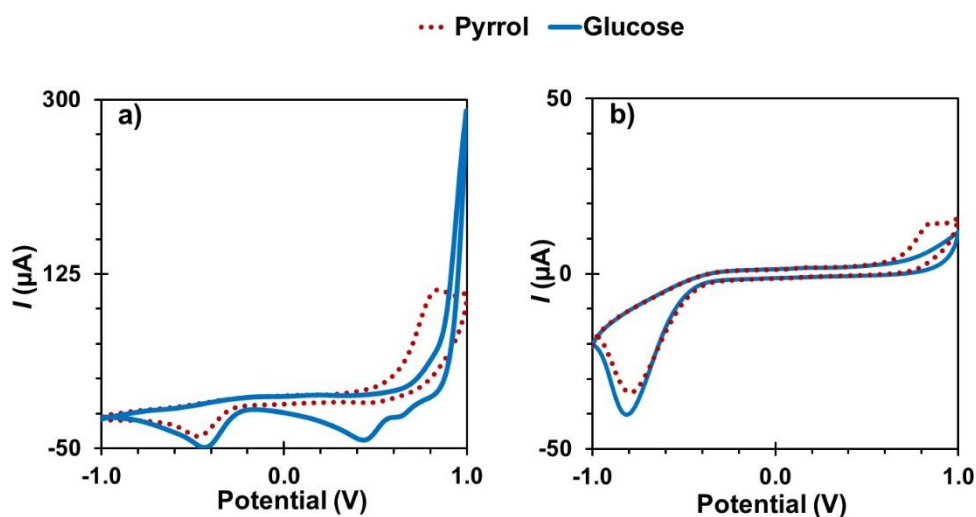 Pyrrol Glucose
a)
300
125
-50
I (µA)
-1.0 0.0 1.0
Potential (V)
b)
50
0
-50
I (µA)
-1.0 0.0 1.0
Potential (V)